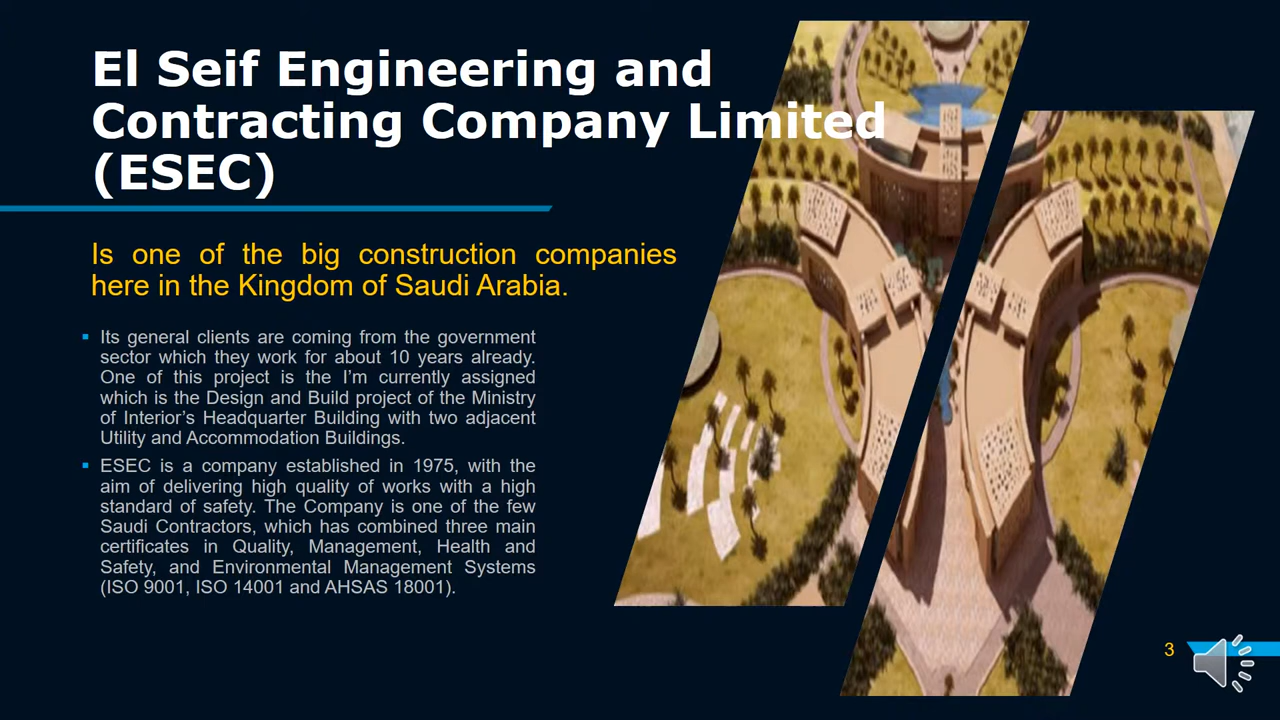 El Seif Engineering and
Contracting Company Limited
(ESEC)
Is one of the big construction companies
here in the Kingdom of Saudi Arabia.
Its general clients are coming from the government
sector which they work for about 10 years already.
One of this project is the I’m currently assigned
which is the Design and Build project of the Ministry
of Interior’s Headquarter Building with two adjacent
Utility and Accommodation Buildings.
ESEC is a company established in 1975, with the
aim of delivering high quality of works with a high
standard of safety. The Company is one of the few
Saudi Contractors, which has combined three main
certificates in Quality, Management, Health and
Safety, and Environmental Management Systems
(ISO 9001, ISO 14001 and AHSAS 18001).
3